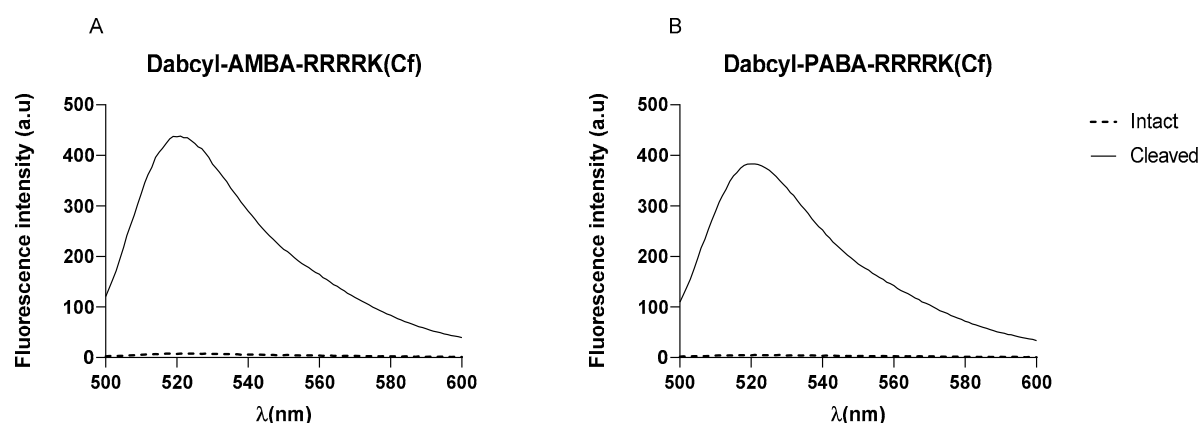 A
Dabcyl-AMBA-RRRRK(Cf)
Fluorescence intensity (a.u)
500
400
300
200
100
0
500 520 540 560 580 600
λ(nm)
B
Dabcyl-PABA-RRRRK(Cf)
Fluorescence intensity (a.u)
500
400
300
200
100
0
500 520 540 560 580 600
λ(nm)
Intact
Cleaved